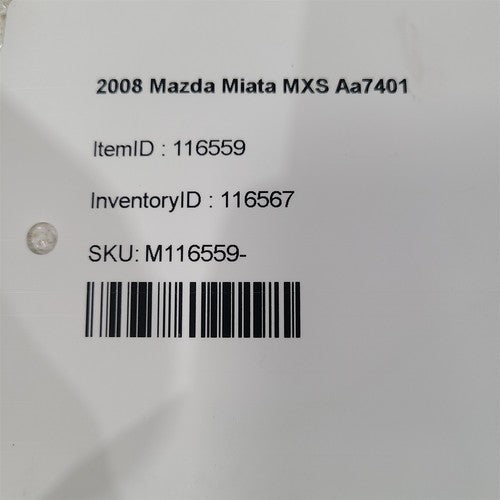 2008 Mazda Miata MXS Aa7401
ItemID : 116559
InventoryID : 116567
SKU: M116559-